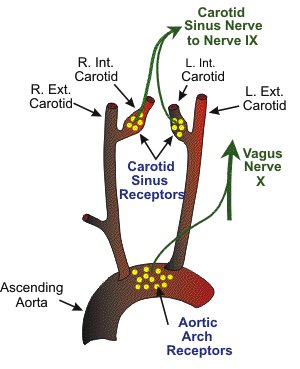 Carotid
Sinus Nerve
to Nerve IX
R. Int.
Carotid
L. Int.
Carotid
R. Ext.
Carotid
L. Ext.
Carotid
Carotid
Sinus
Receptors
Vagus
Nerve
X
Ascending
Aorta
Aortic
Arch
Receptors